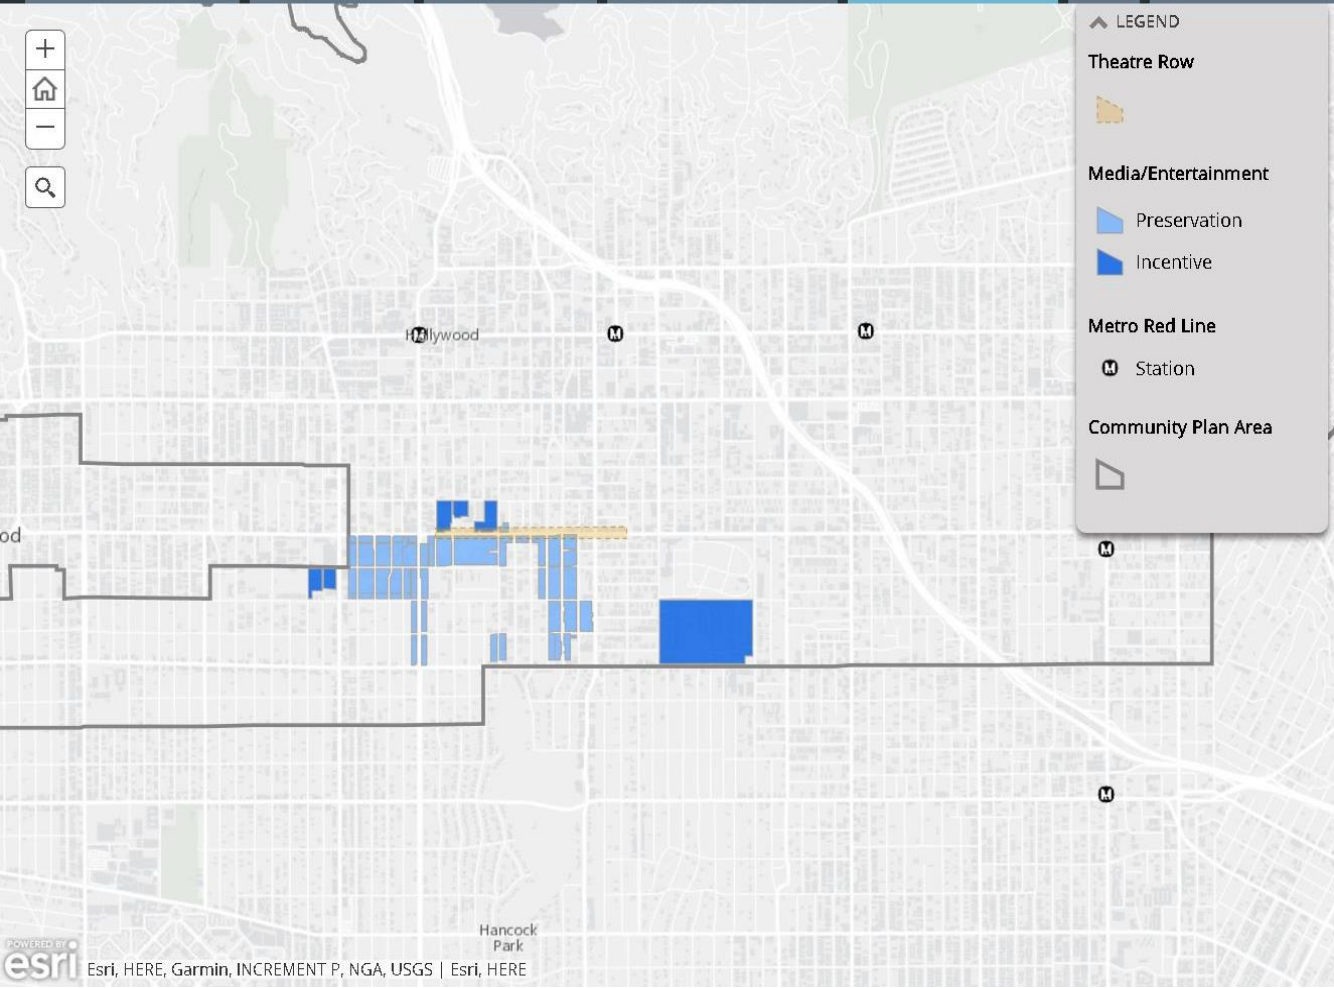 +
−
LEGEND
Theatre Row
Media/Entertainment
Preservation
Incentive
Metro Red Line
M Station
Community Plan Area
Hollywood
M
M
M
od
M
M
Hancock
Park
POWERED BY
esri
Esri, HERE, Garmin, INCREMENT P, NGA, USGS | Esri, HERE